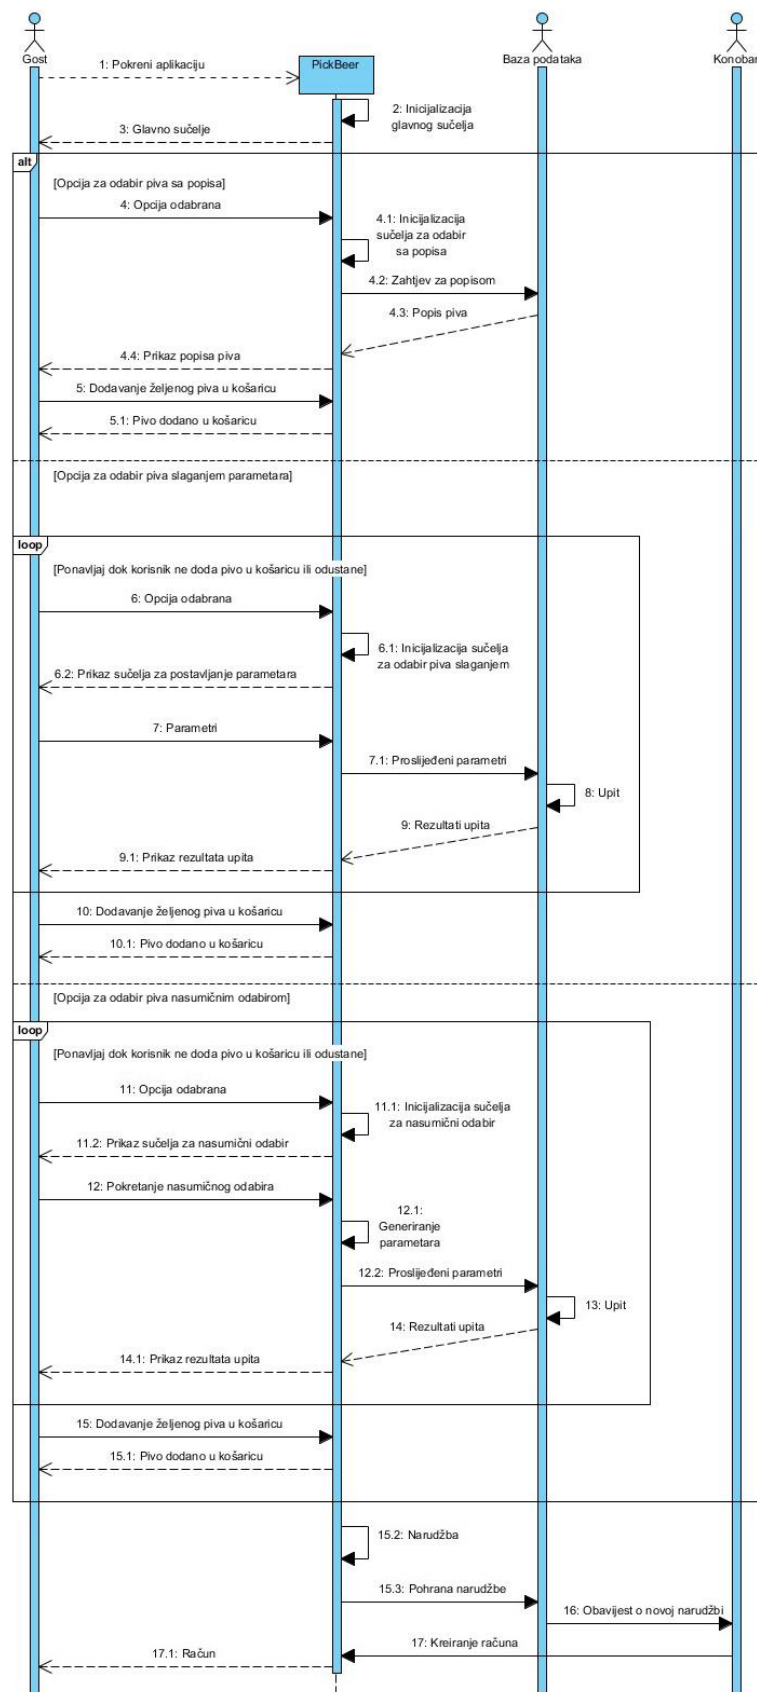 Gost
PickBeer
Baza podataka
Konobar
1: Pokreni aplikaciju
2: Inicijalizacija
glavnog sučelja
3: Glavno sučelje
alt
[Opcija za odabir piva sa popisa]
4: Opcija odabrana
4.1: Inicijalizacija
sučelja za odabir
sa popisa
4.2: Zahtjev za popisom
4.3: Popis piva
4.4: Prikaz popisa piva
5: Dodavanje željenog piva u košaricu
5.1: Pivo dodano u košaricu
[Opcija za odabir piva slaganjem parametara]
loop
[Ponavljaj dok korisnik ne doda pivo u košaricu ili odustane]
6: Opcija odabrana
6.1: Inicijalizacija sučelja
za odabir piva slaganjem
6.2: Prikaz sučelja za postavljanje parametara
7: Parametri
7.1: Proslijeđeni parametri
8: Upit
9: Rezultati upita
9.1: Prikaz rezultata upita
10: Dodavanje željenog piva u košaricu
10.1: Pivo dodano u košaricu
[Opcija za odabir piva nasumičnim odabirom]
loop
[Ponavljaj dok korisnik ne doda pivo u košaricu ili odustane]
11: Opcija odabrana
11.1: Inicijalizacija sučelja
za nasumični odabir
11.2: Prikaz sučelja za nasumični odabir
12: Pokretanje nasumičnog odabira
12.1:
Generiranje
parametara
12.2: Proslijeđeni parametri
13: Upit
14: Rezultati upita
14.1: Prikaz rezultata upita
15: Dodavanje željenog piva u košaricu
15.1: Pivo dodano u košaricu
15.2: Narudžba
15.3: Pohrana narudžbe
16: Obavijest o novoj narudžbi
17: Kreiranje računa
17.1: Račun